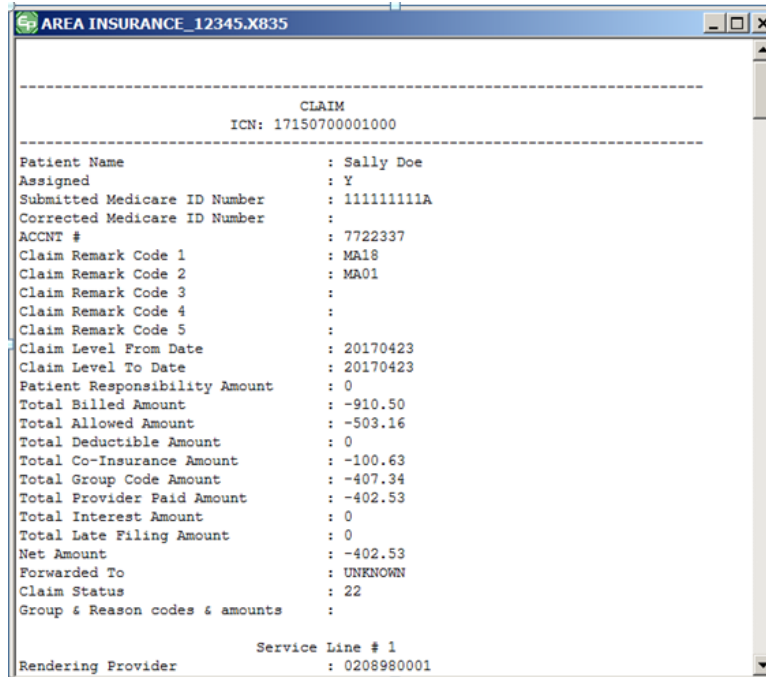 AREA INSURANCE_12345.X835
--------------------------------------------------------------------------------
CLAIM
ICN: 17150700001000
--------------------------------------------------------------------------------
Patient Name : Sally Doe
Assigned : Y
Submitted Medicare ID Number : 111111111A
Corrected Medicare ID Number :
ACCNT # : 7722337
Claim Remark Code 1 : MA18
Claim Remark Code 2 : MA01
Claim Remark Code 3 :
Claim Remark Code 4 :
Claim Remark Code 5 :
Claim Level From Date : 20170423
Claim Level To Date : 20170423
Patient Responsibility Amount : 0
Total Billed Amount : -910.50
Total Allowed Amount : -503.16
Total Deductible Amount : 0
Total Co-Insurance Amount : -100.63
Total Group Code Amount : -407.34
Total Provider Paid Amount : -402.53
Total Interest Amount : 0
Total Late Filing Amount : 0
Net Amount : -402.53
Forwarded To : UNKNOWN
Claim Status : 22
Group & Reason codes & amounts :
Service Line # 1
Rendering Provider : 0208980001